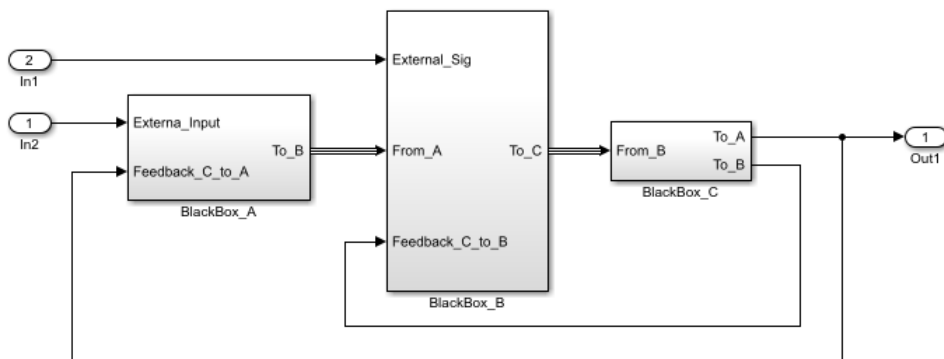 2
In1
External_Sig
1
In2
Externa_Input
Feedback_C_to_A
To_B
BlackBox_A
From_A
To_C
Feedback_C_to_B
BlackBox_B
From_B
To_A
To_B
BlackBox_C
1
Out1